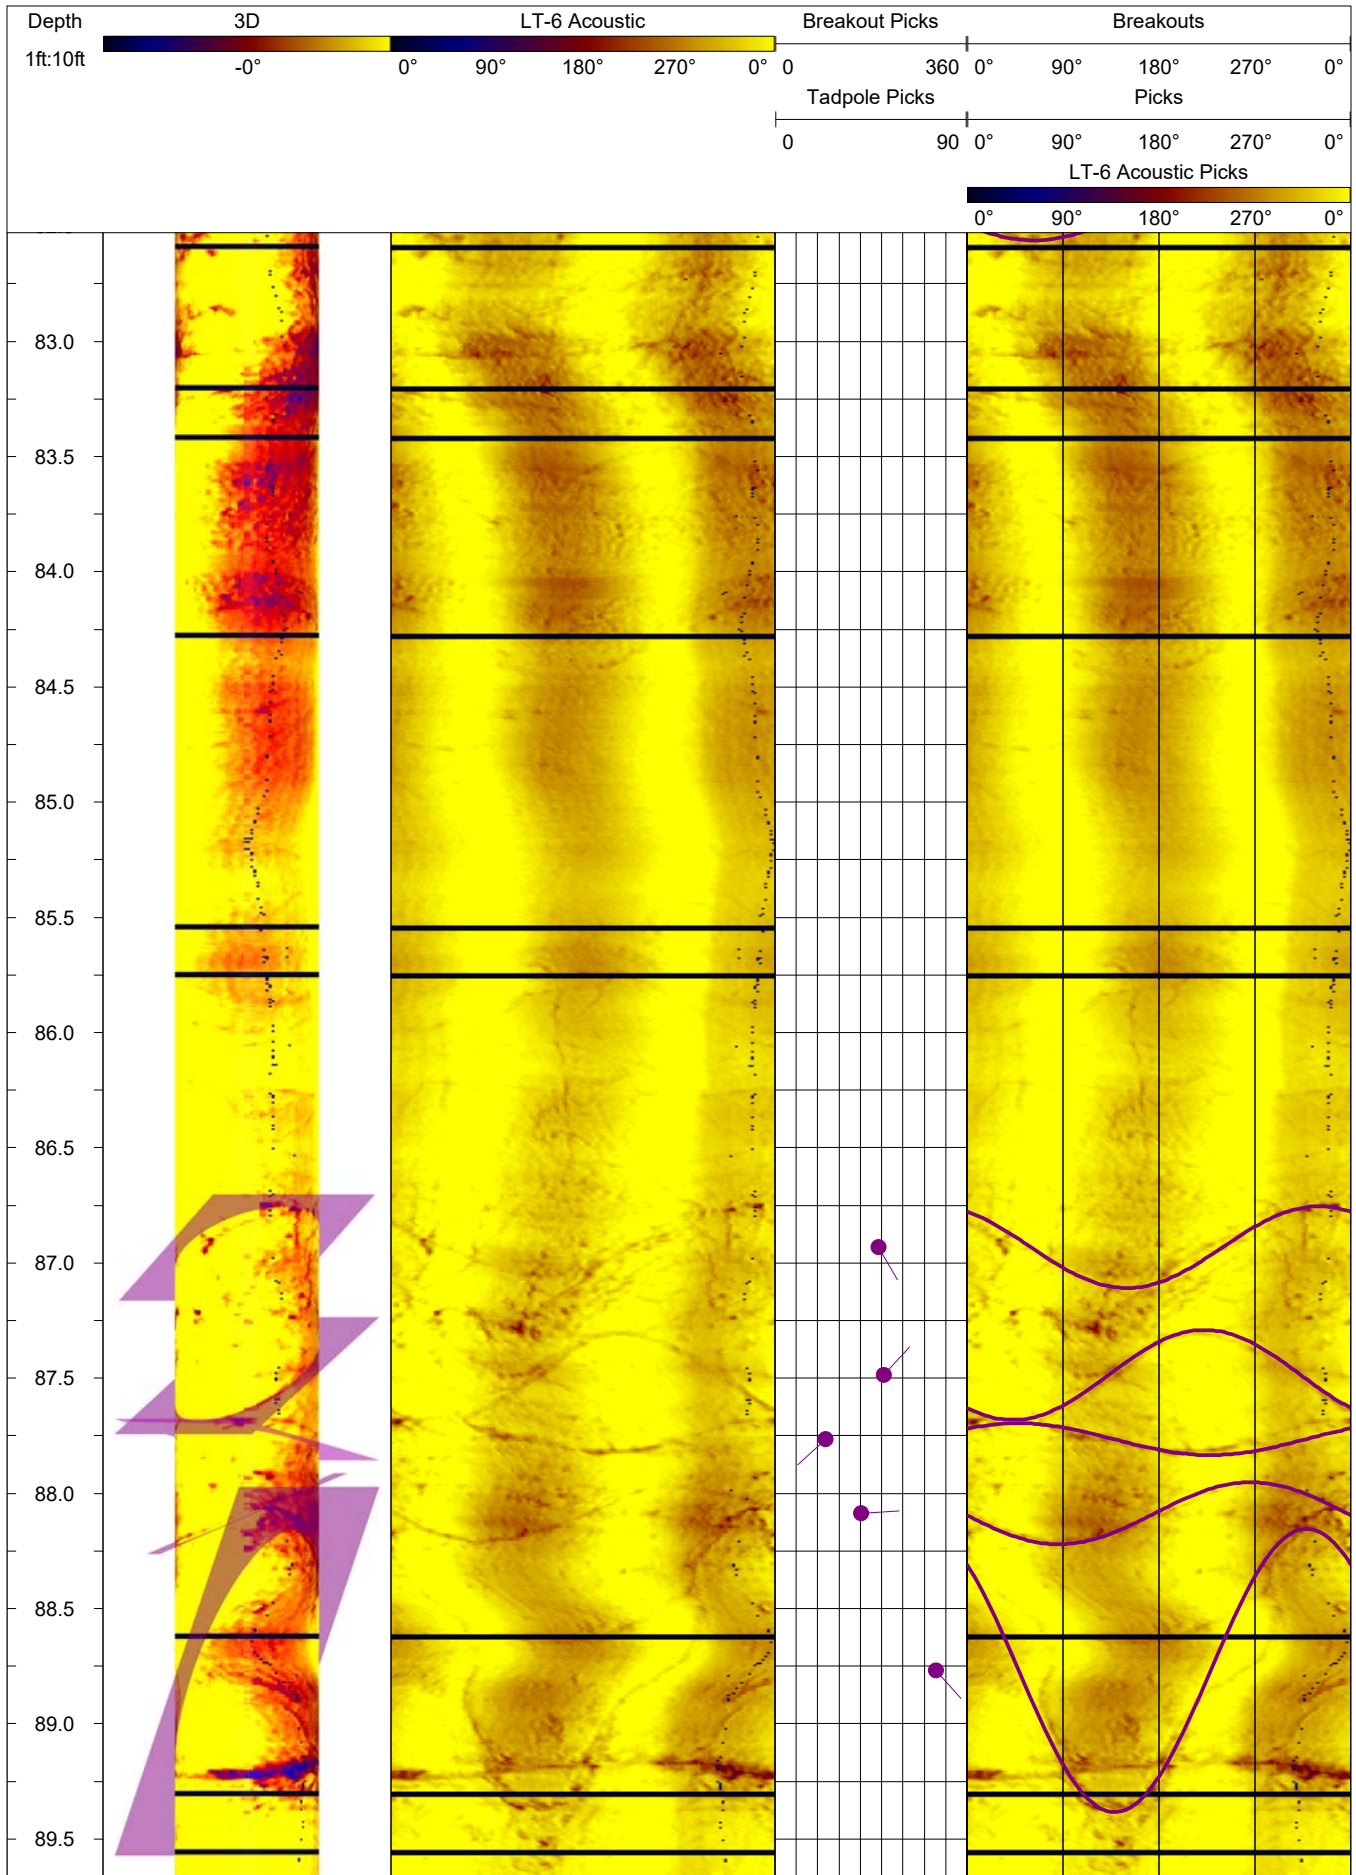 Depth 3D LT-6 Acoustic Breakout Picks Breakouts
1ft:10ft -0° 0° 90° 180° 270° 0° 0 360 0° 90° 180° 270° 0°
Tadpole Picks Picks
0 90 0° 90° 180° 270° 0°
LT-6 Acoustic Picks
0° 90° 180° 270° 0°
83.0
83.5
84.0
84.5
85.0
85.5
86.0
86.5
87.0
87.5
88.0
88.5
89.0
89.5